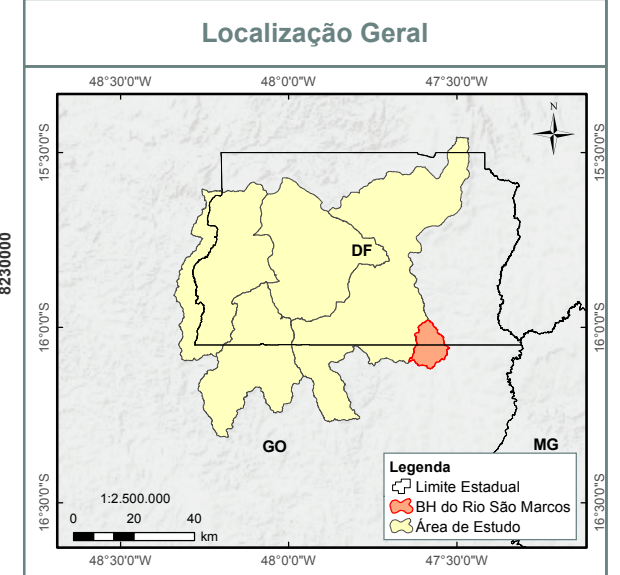 Localização Geral
48°30'0"W 48°0'0"W 47°30'0"W
N
15°30'0"S 15°30'0"S
8230000
DF
16°0'0"S 16°0'0"S
GO
MG
Legenda
Limite Estadual
BH do Rio São Marcos
Área de Estudo
1:2.500.000
0 20 40
km
16°30'0"S 16°30'0"S
48°30'0"W 48°0'0"W 47°30'0"W